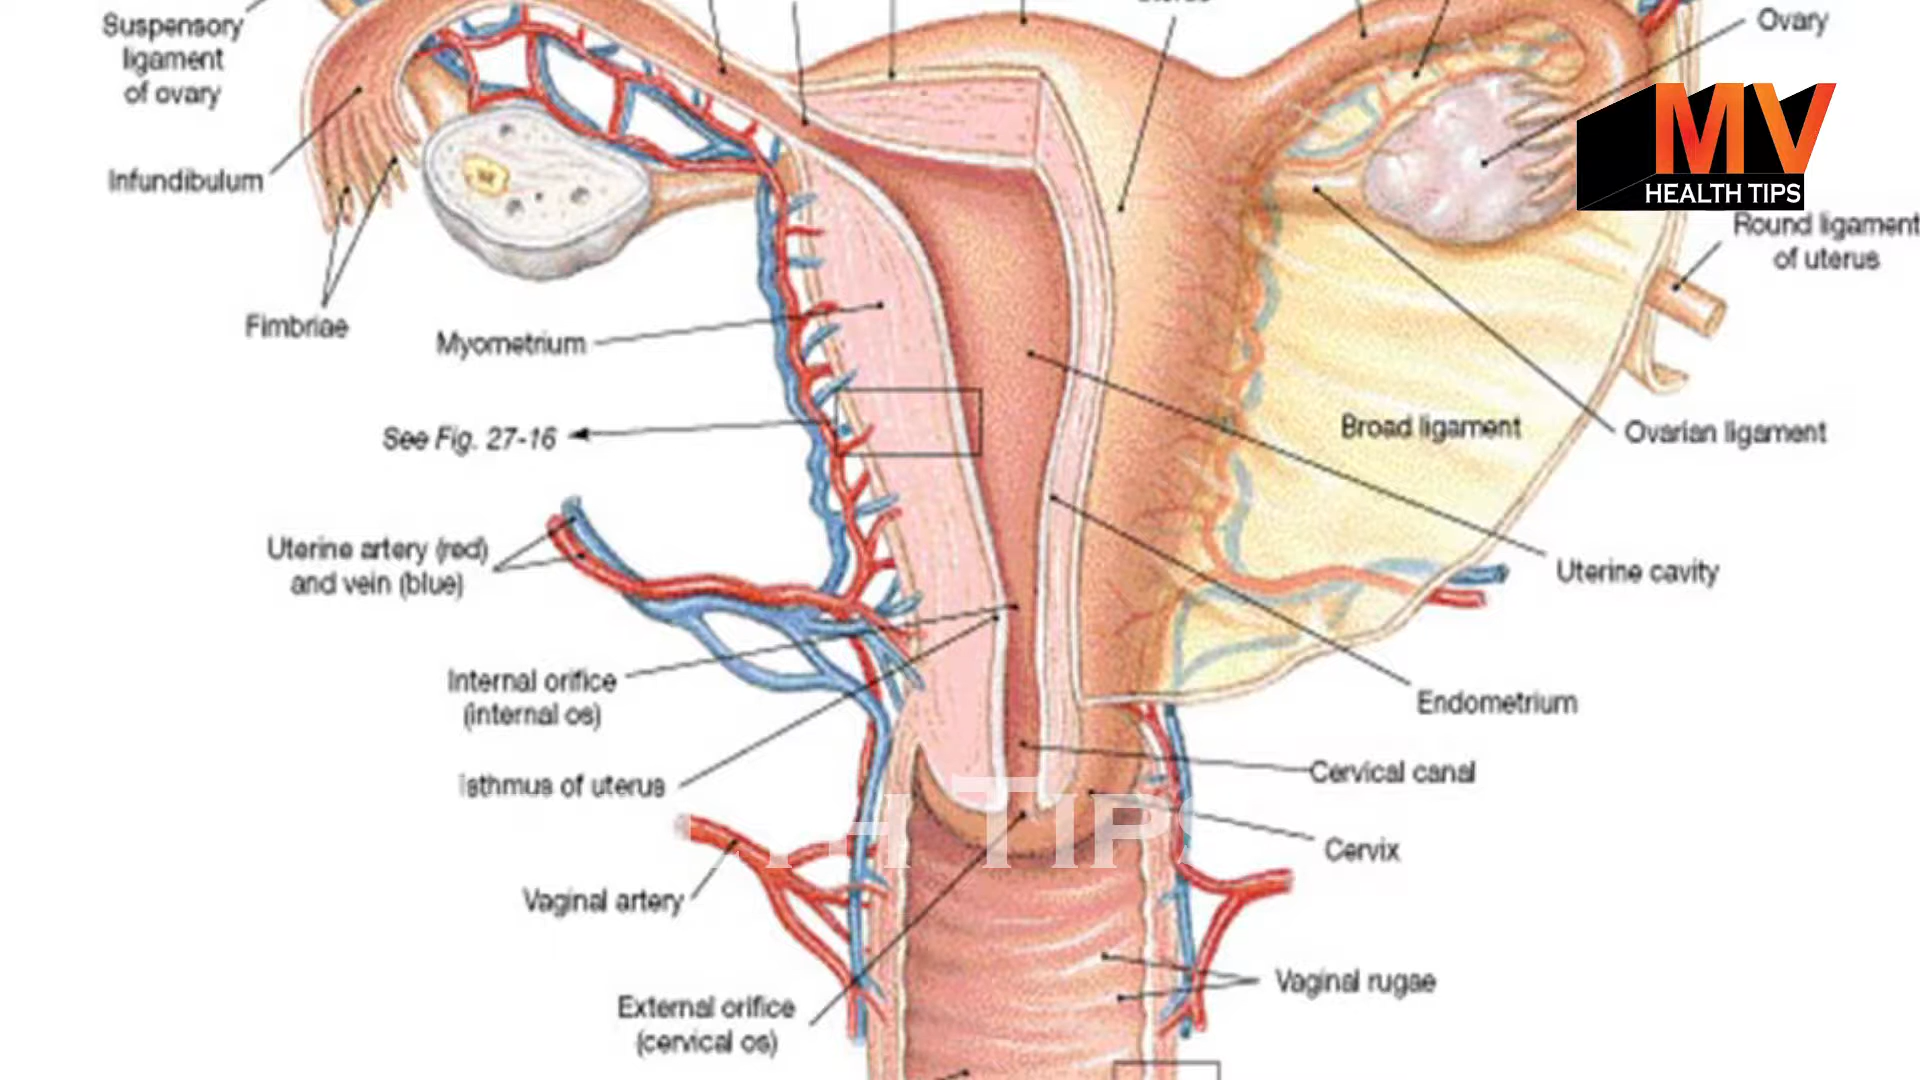 Suspensory
ligament
of ovary
Ovary
MV
HEALTH TIPS
Infundibulum
Round ligament
of uterus
Fimbriae
Myometrium
See Fig. 27-16
Broad ligament
Ovarian ligament
Uterine artery (red)
and vein (blue)
Uterine cavity
Internal orifice
(internal os)
Endometrium
Isthmus of uterus
Cervical canal
TH TIPS
Cervix
Vaginal artery
Vaginal rugae
External orifice
(cervical os)